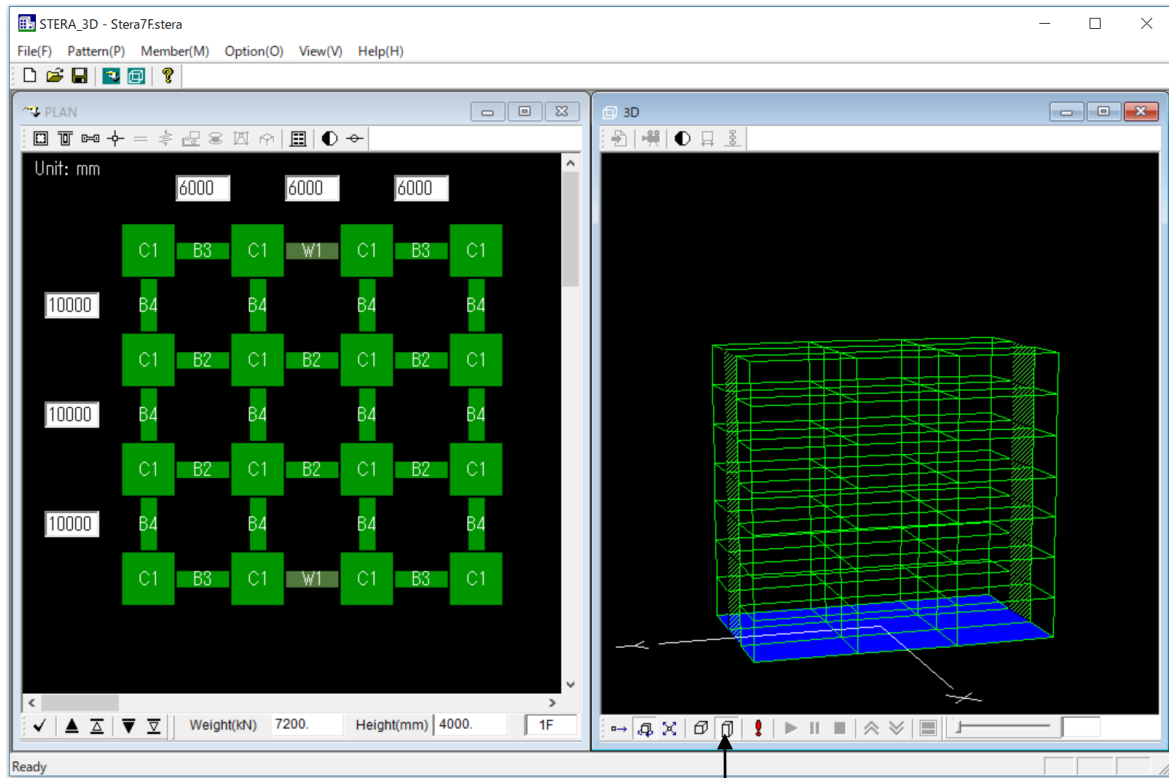 STERA_3D - Stera7F.stera
File(F) Pattern(P) Member(M) Option(O) View(V) Help(H)
PLAN
3D
Unit: mm
6000 6000 6000
C1 B3 C1 W1 C1 B3 C1
10000 B4 B4 B4 B4
C1 B2 C1 B2 C1 B2 C1
10000 B4 B4 B4 B4
C1 B2 C1 B2 C1 B2 C1
10000 B4 B4 B4 B4
C1 B3 C1 W1 C1 B3 C1
Y
X
Weight(kN) 7200. Height(mm) 4000. 1F
Ready